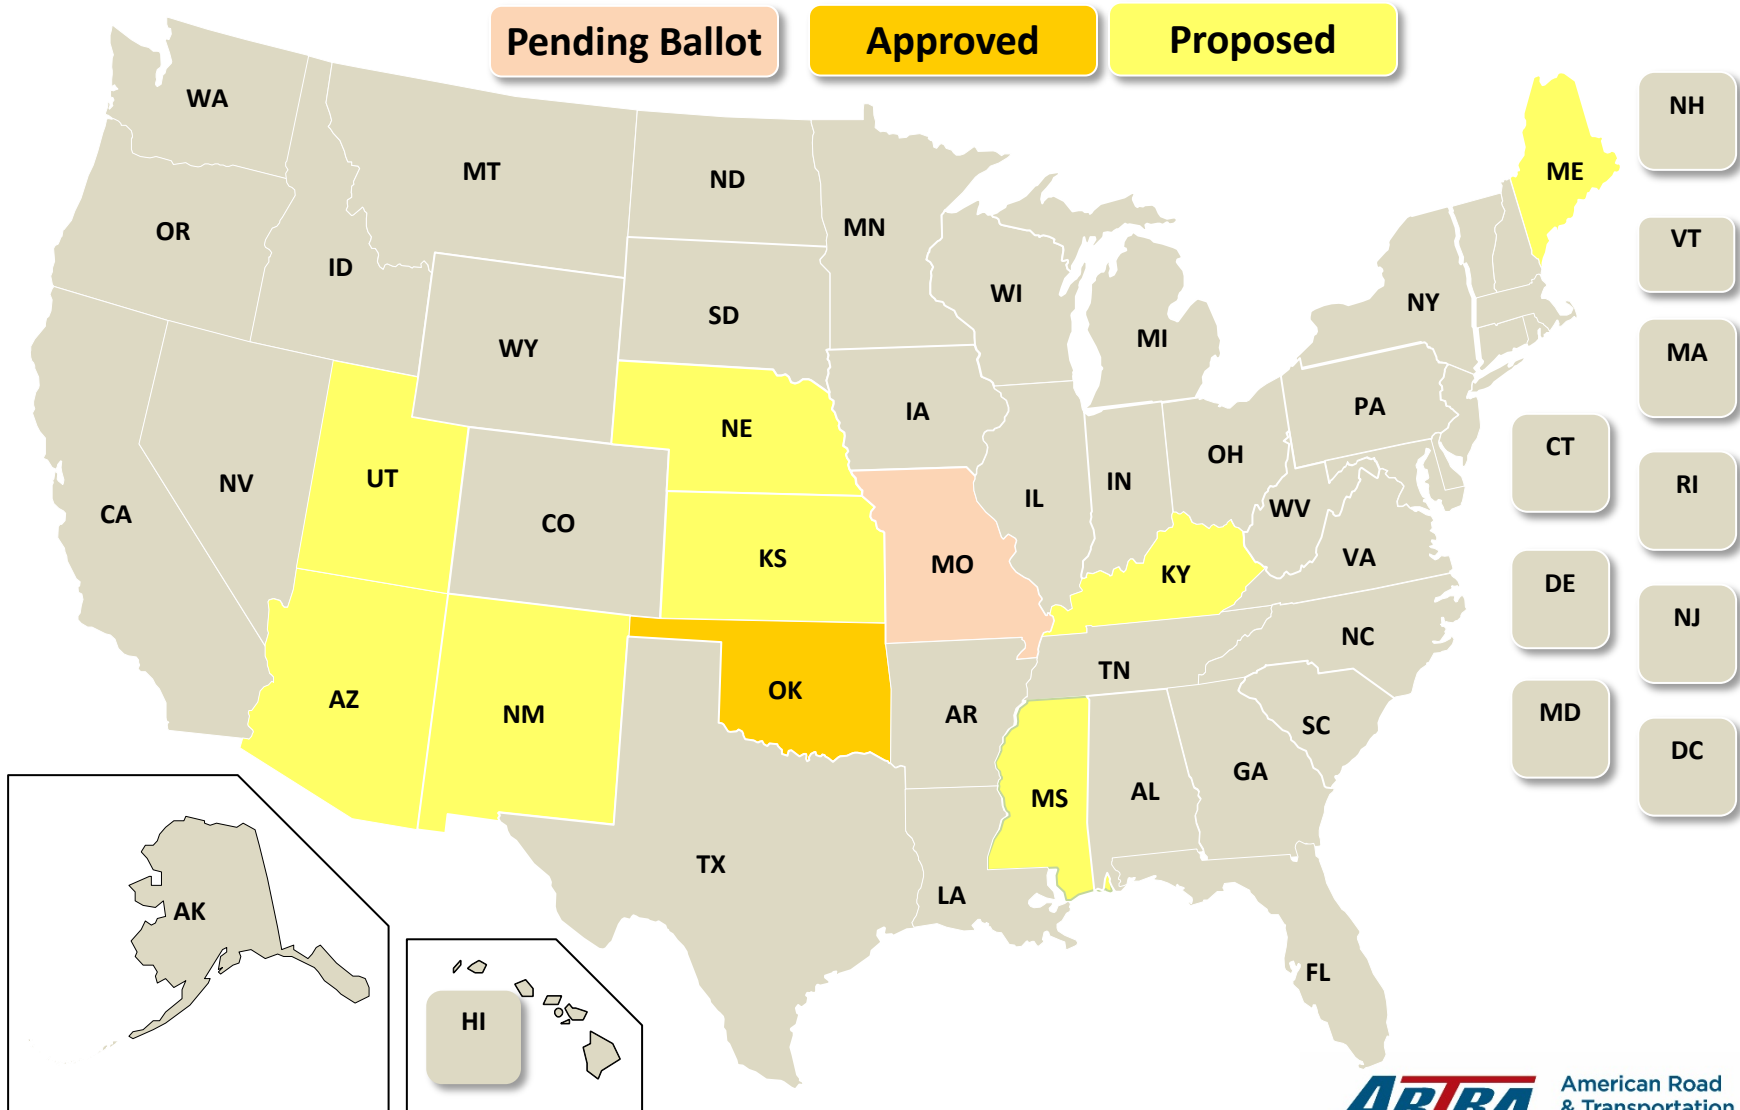 Pending Ballot
Approved
Proposed
WA
MT
ND
MN
OR
ID
WY
SD
WI
MI
NY
ME
NH
VT
MA
CT
RI
DE
NJ
MD
DC
CA
NV
UT
CO
NE
KS
IA
MO
IL
IN
OH
PA
WV
VA
KY
TN
NC
SC
AZ
NM
OK
AR
TX
LA
MS
AL
GA
FL
AK
HI
ARTBA
American Road
& Transportation